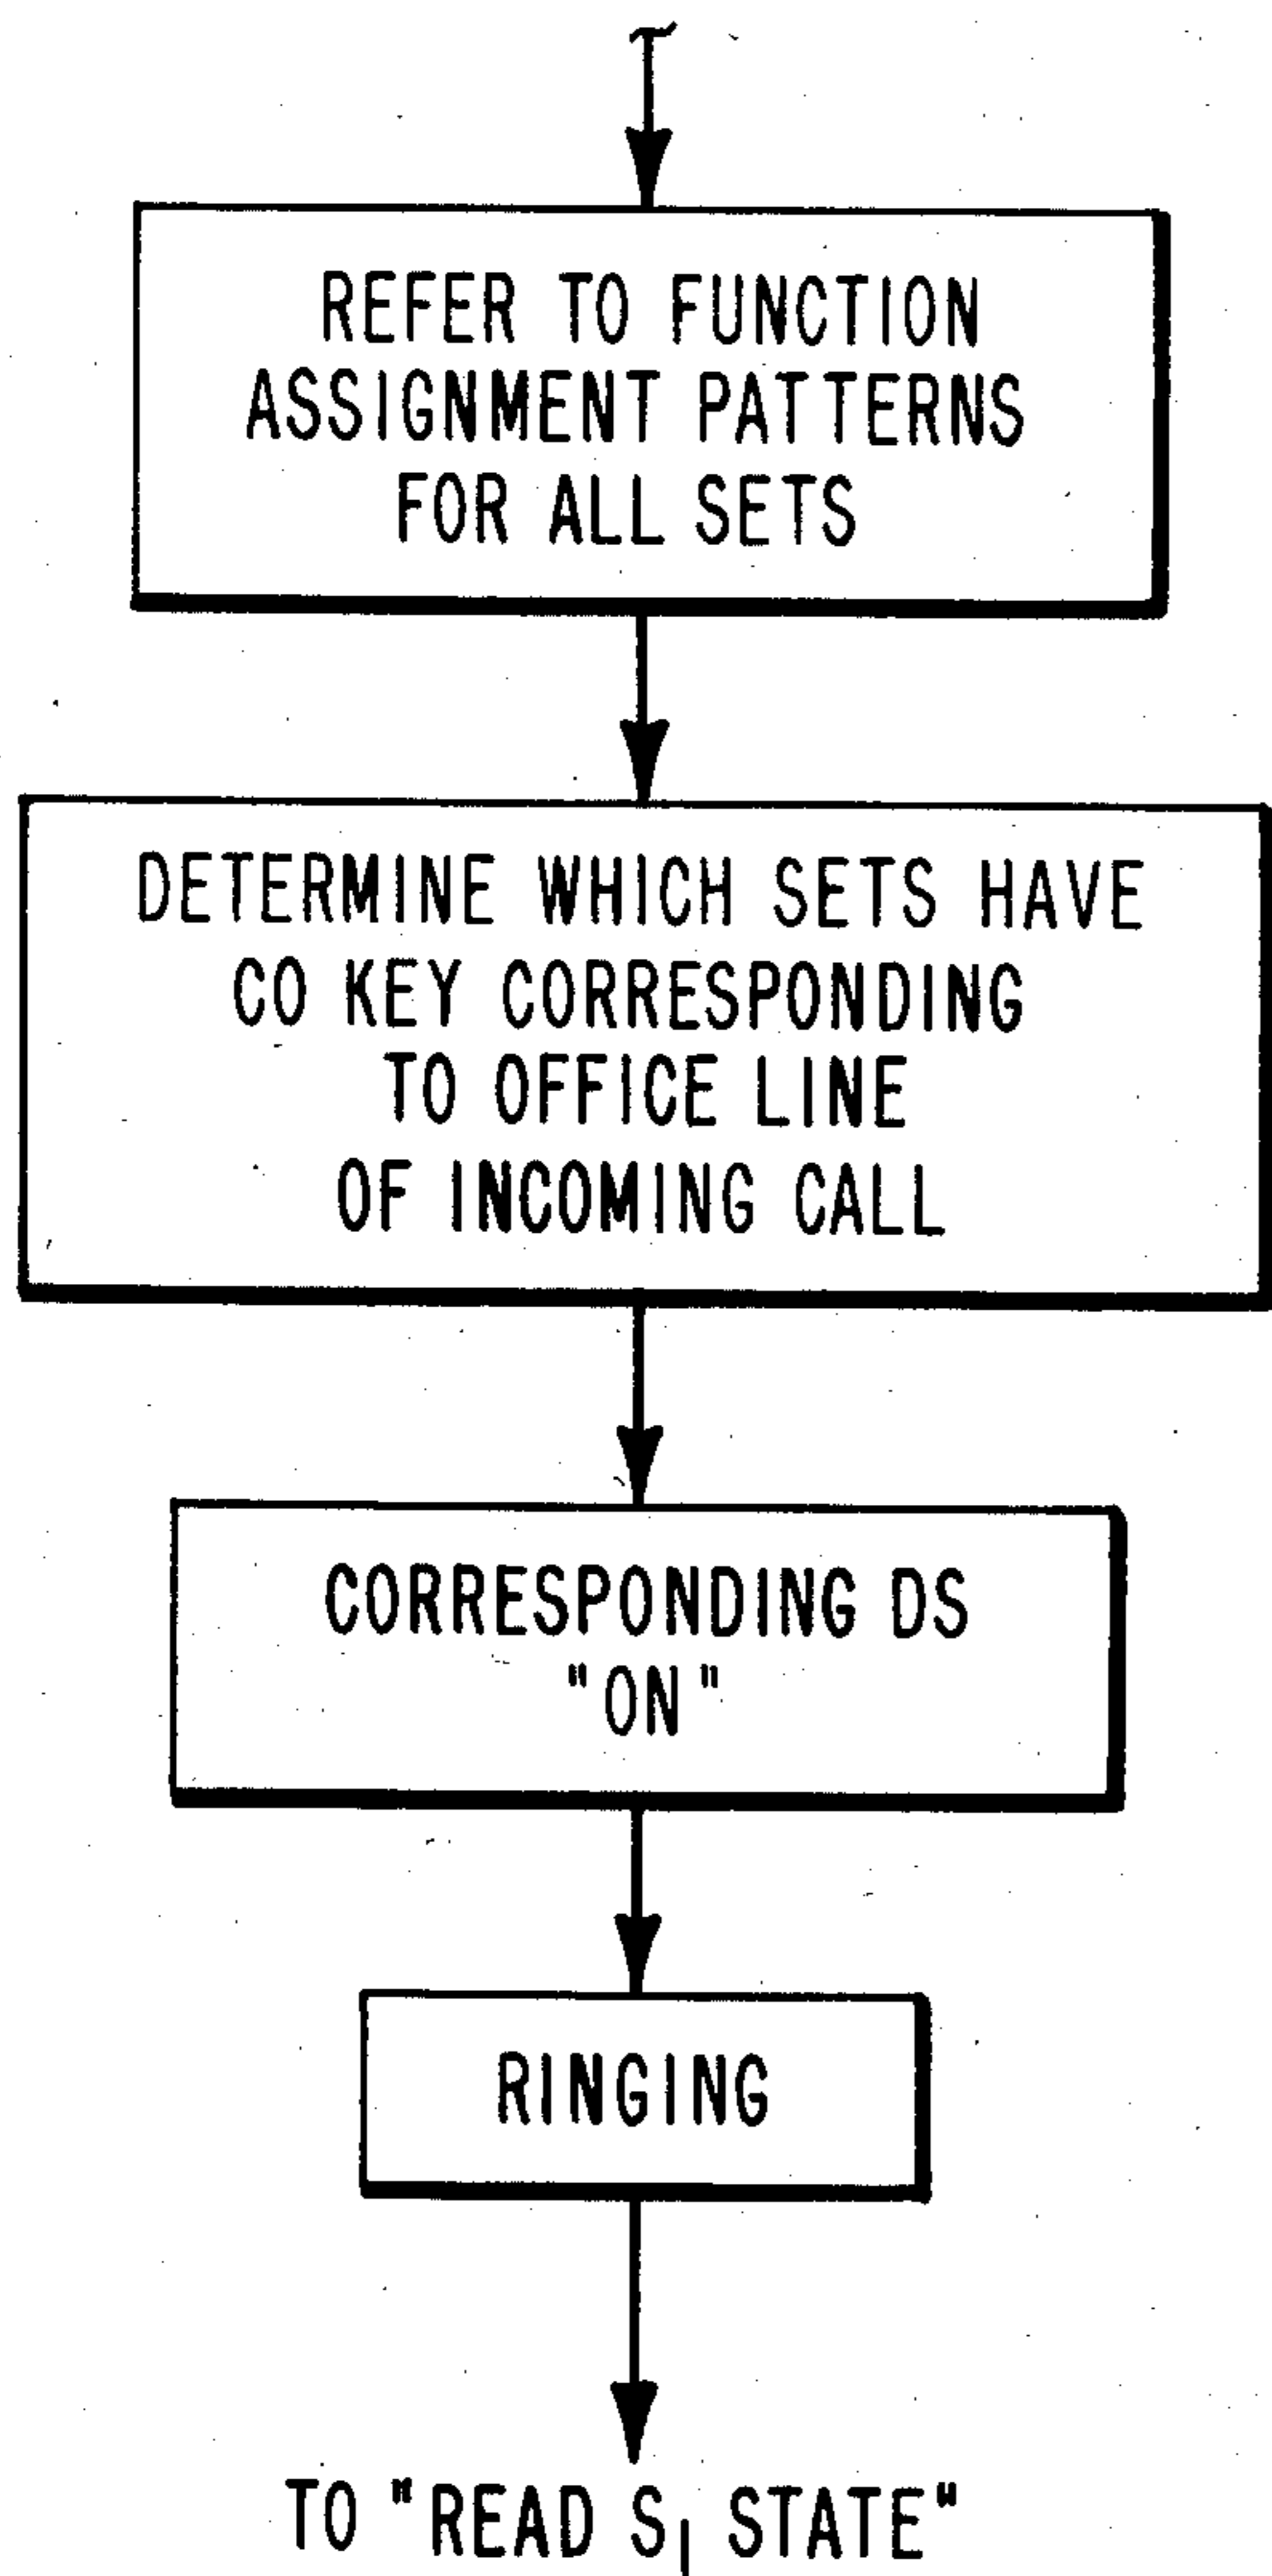 REFER TO FUNCTION
ASSIGNMENT PATTERNS
FOR ALL SETS
DETERMINE WHICH SETS HAVE
CO KEY CORRESPONDING
TO OFFICE LINE
OF INCOMING CALL
CORRESPONDING DS
"ON"
RINGING
TO "READ S₁ STATE"